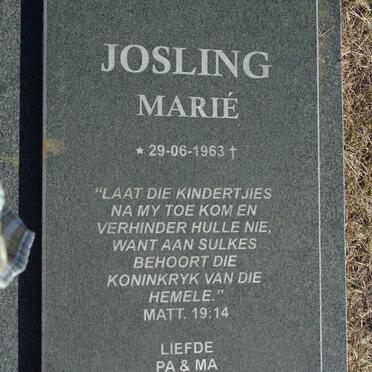 JOSLING
MARIÉ
* 29-06-1963 †
"LAAT DIE KINDERTJIES
NA MY TOE KOM EN
VERHINDER HULLE NIE,
WANT AAN SULKES
BEHOORT DIE
KONINKRYK VAN DIE
HEMELE."
MATT. 19:14
LIEFDE
PA & MA